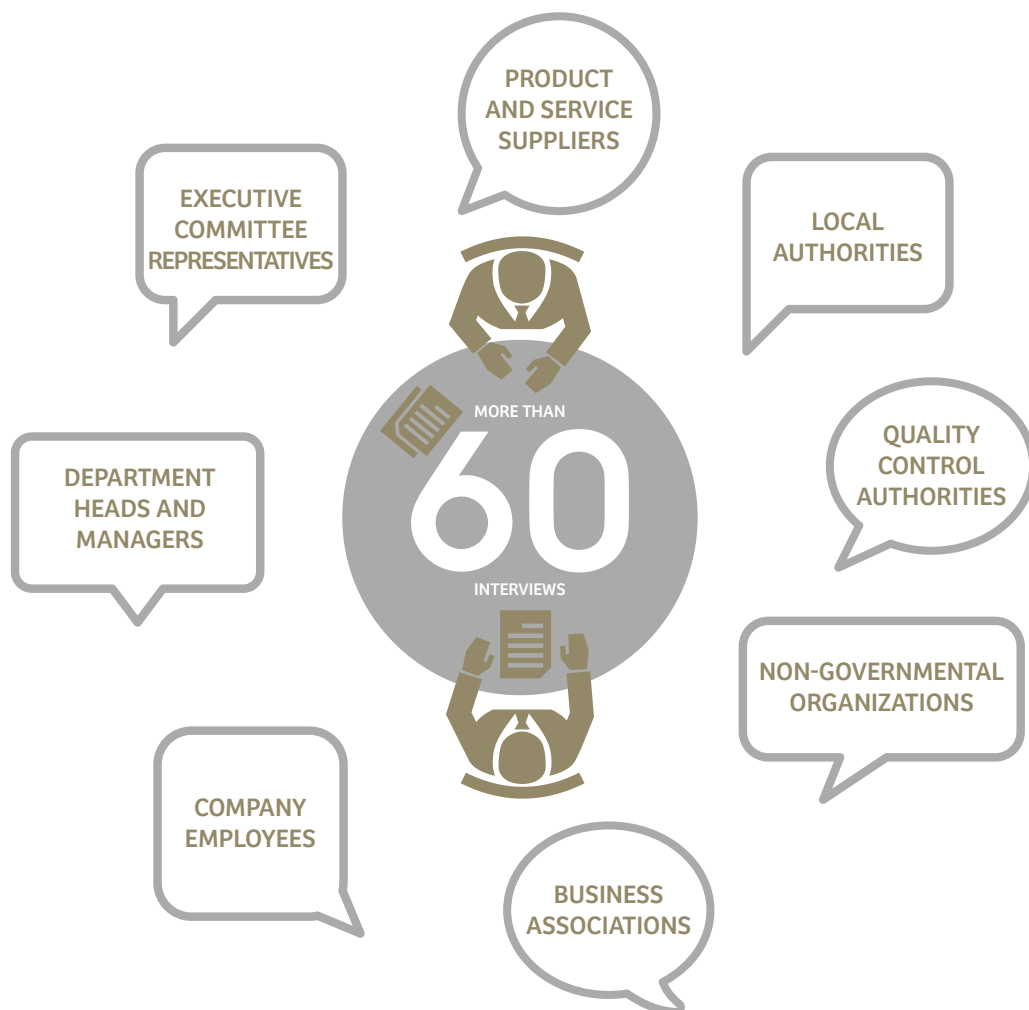 PRODUCT
AND SERVICE
SUPPLIERS
EXECUTIVE
COMMITTEE
REPRESENTATIVES
LOCAL
AUTHORITIES
MORE THAN
60
INTERVIEWS
QUALITY
CONTROL
AUTHORITIES
DEPARTMENT
HEADS AND
MANAGERS
NON-GOVERNMENTAL
ORGANIZATIONS
COMPANY
EMPLOYEES
BUSINESS
ASSOCIATIONS